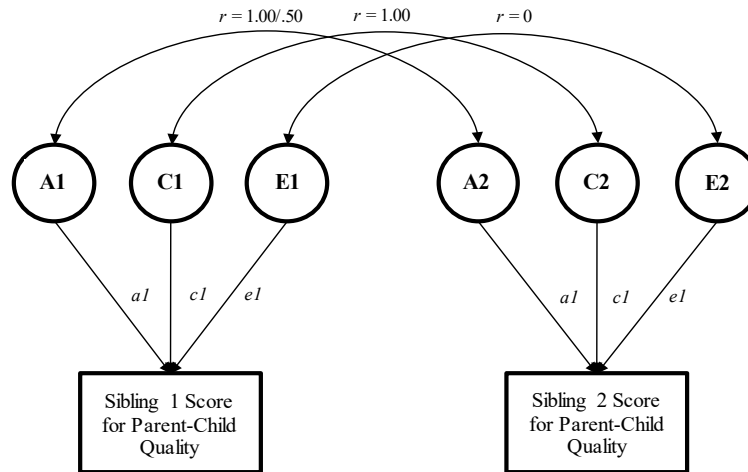 r = 1.00/.50
r = 1.00
r = 0
A1
C1
E1
A2
C2
E2
a1
c1
e1
a1
c1
e1
Sibling 1 Score
for Parent-Child
Quality
Sibling 2 Score
for Parent-Child
Quality